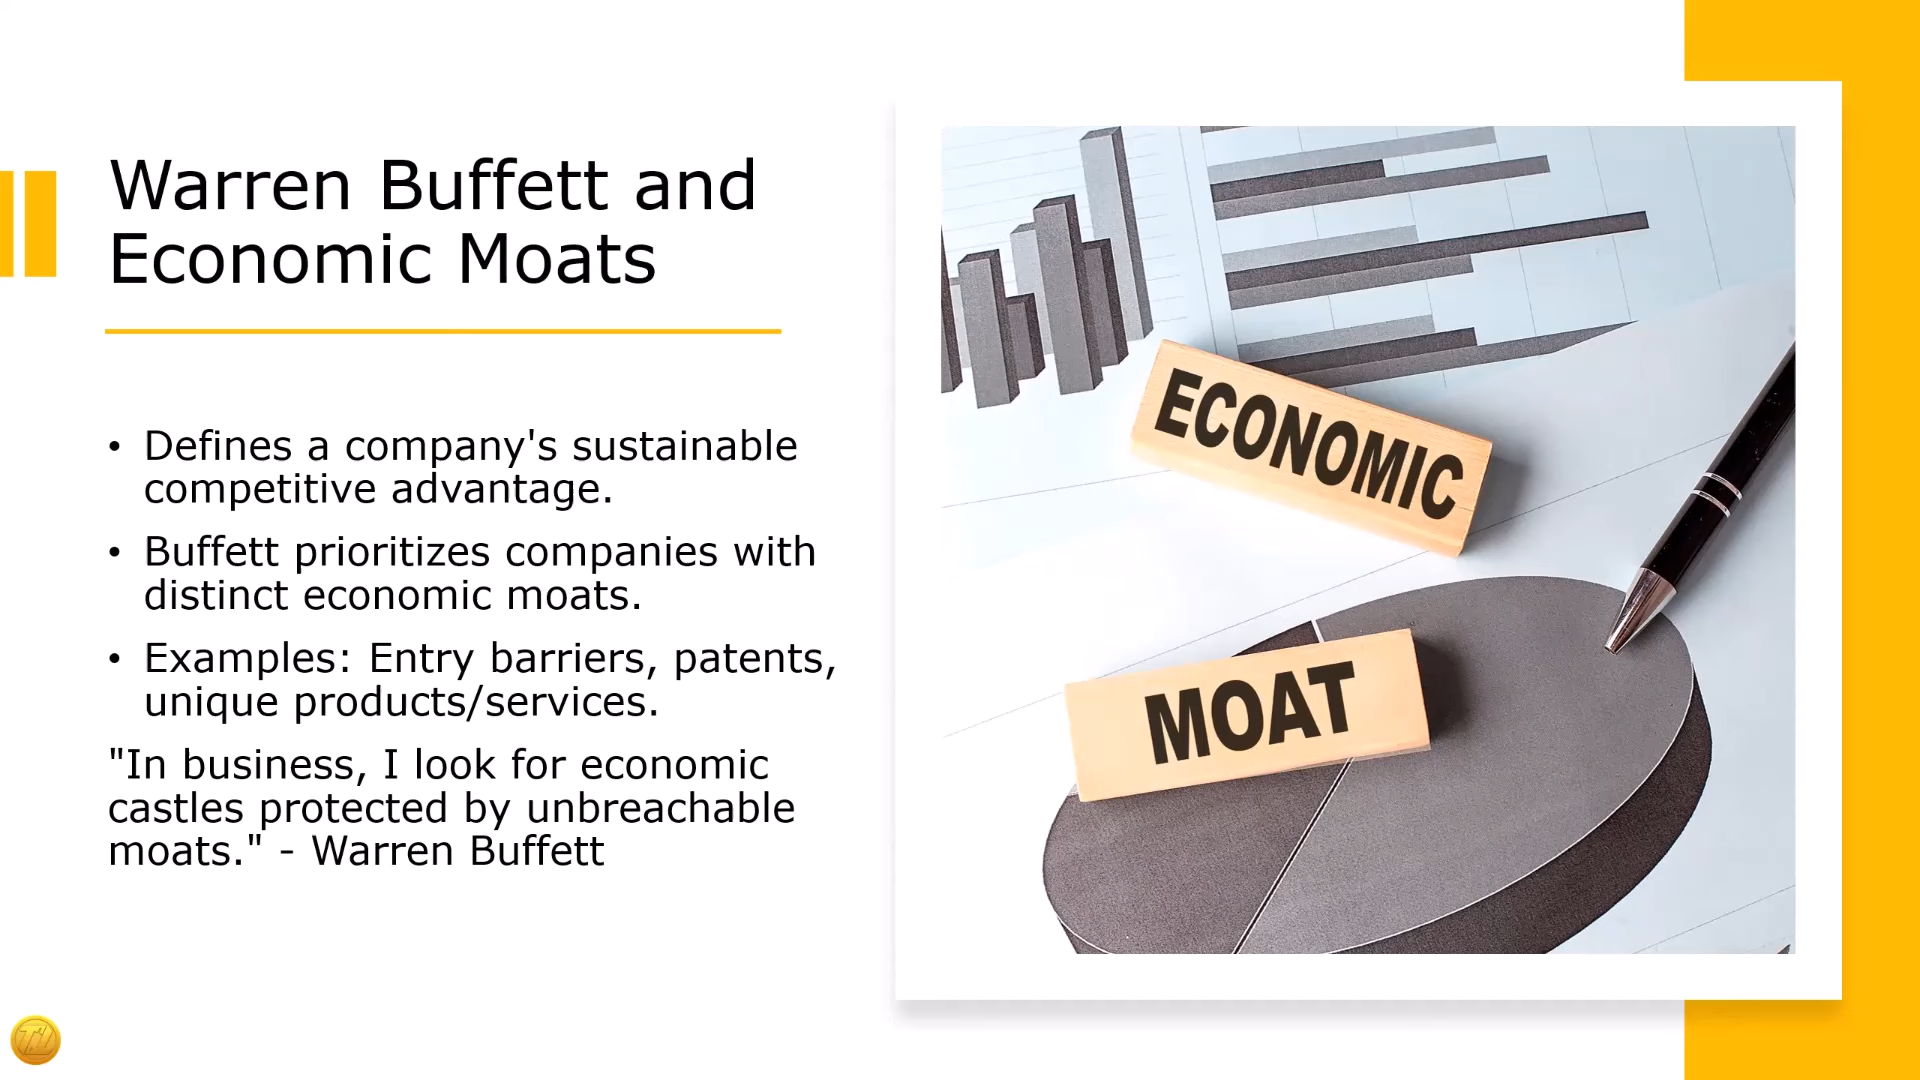 Warren Buffett and
Economic Moats
• Defines a company's sustainable
competitive advantage.
• Buffett prioritizes companies with
distinct economic moats.
• Examples: Entry barriers, patents,
unique products/services.
"In business, I look for economic
castles protected by unbreachable
moats." - Warren Buffett
ECONOMIC
MOAT